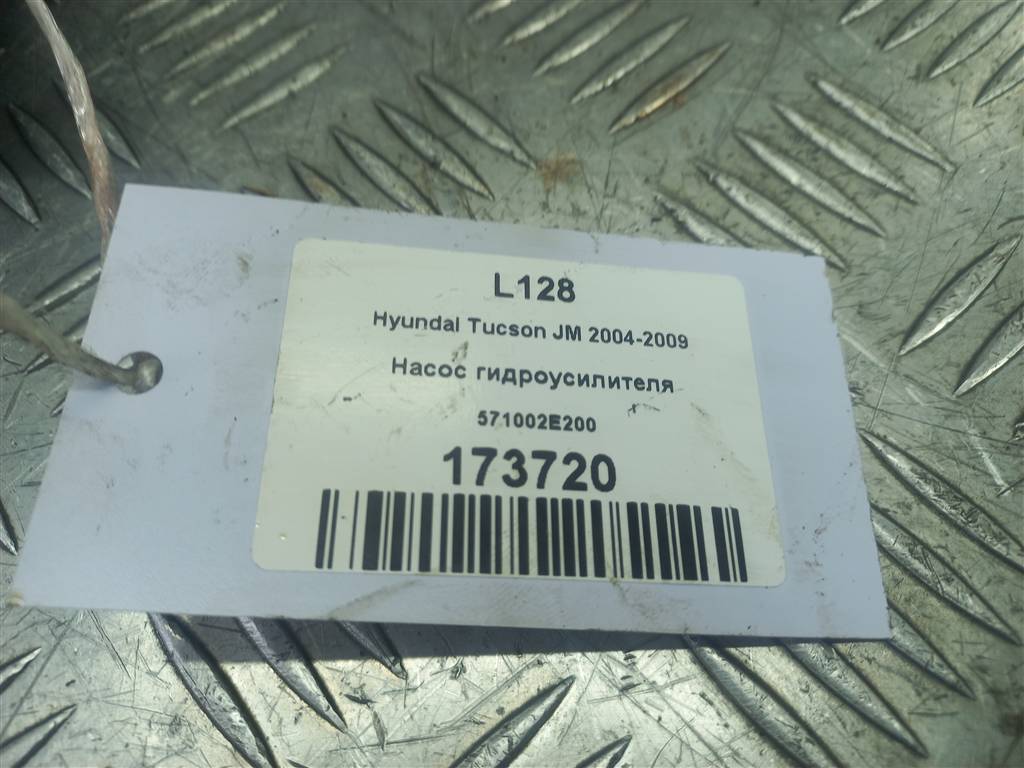 L128
Hyundai Tucson JM 2004-2009
Насос гидроусилителя
571002E200
173720